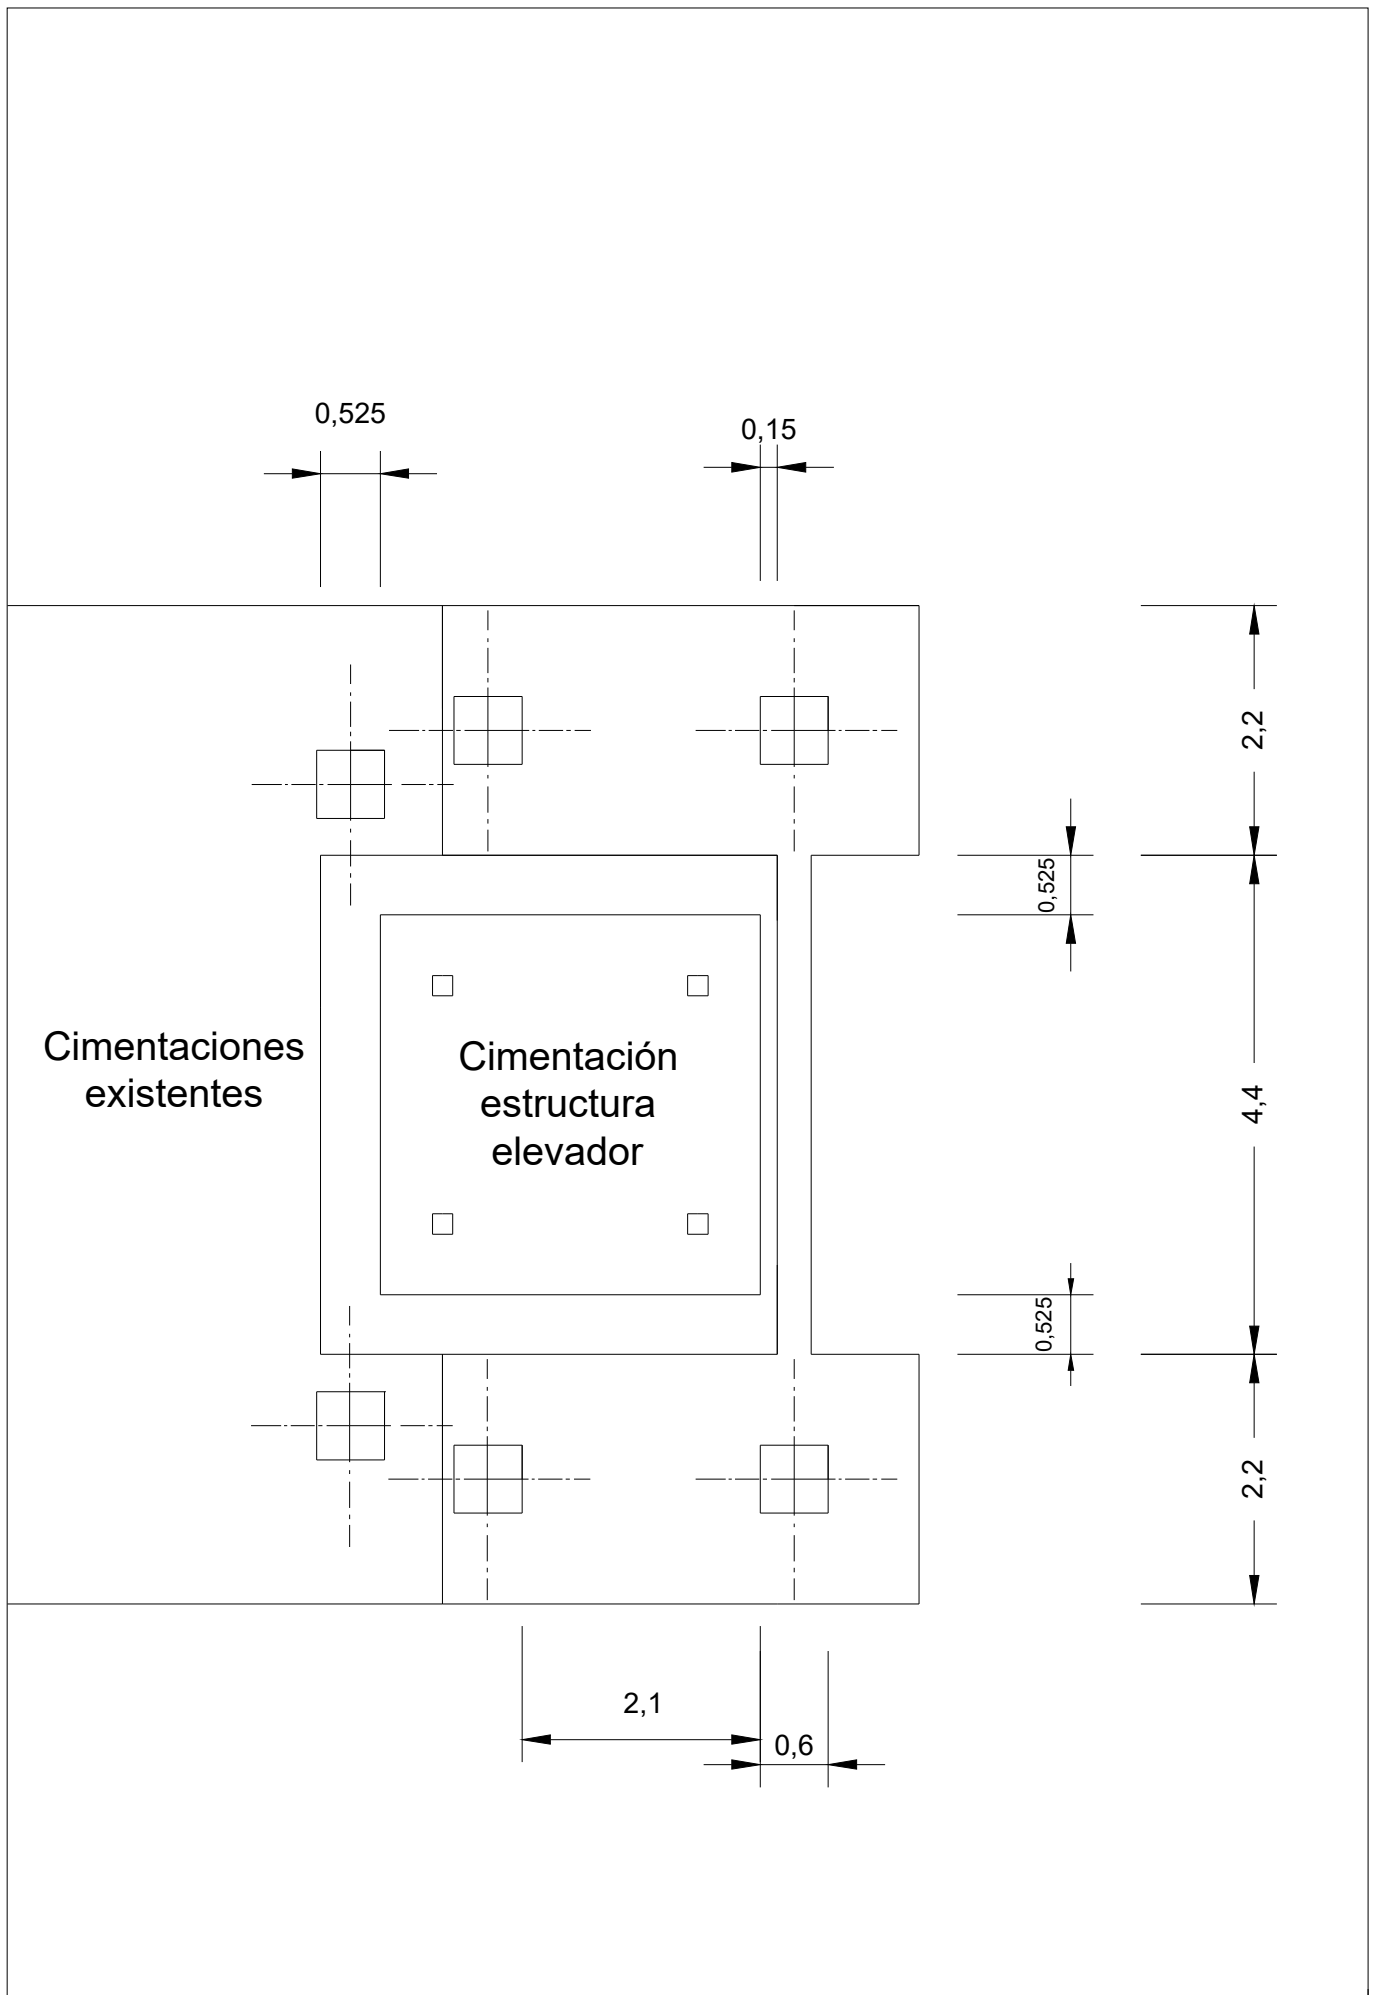 0,525
0,15
2,2
0,525
Cimentaciones
existentes
Cimentación
estructura
elevador
4,4
0,525
2,2
2,1
0,6